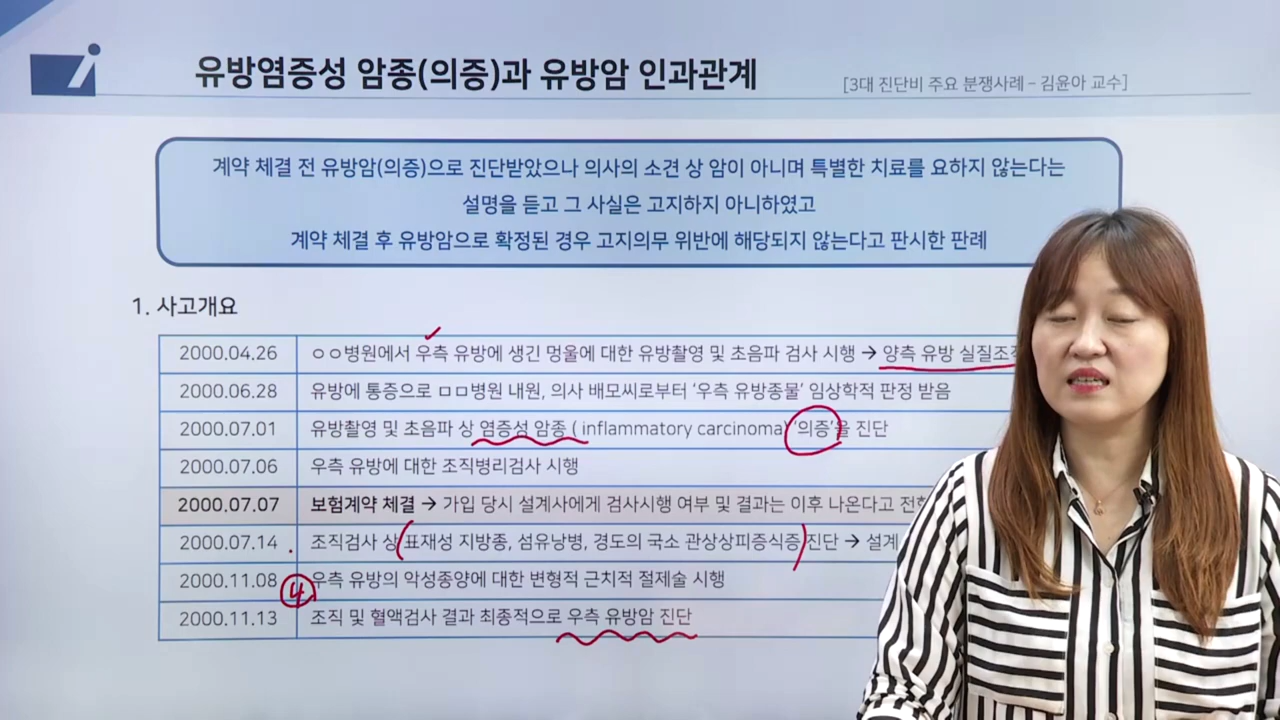 유방염증성 암종(의증)과 유방암 인과관계
[3대 진단비 주요 분쟁사례 – 김윤아 교수]
계약 체결 전 유방암(의증)으로 진단받았으나 의사의 소견 상 암이 아니며 특별한 치료를 요하지 않는다는
설명을 듣고 그 사실은 고지하지 아니하였고
계약 체결 후 유방암으로 확정된 경우 고지의무 위반에 해당되지 않는다고 판시한 판례
1. 사고개요
2000.04.26 ㅇㅇ병원에서 우측 유방에 생긴 멍울에 대한 유방촬영 및 초음파 검사 시행 → 양측 유방
2000.06.28 유방에 통증으로 ㅁㅁ병원 내원, 의사 배모씨로부터 ‘우측 유방종물’ 임상학적 판정 받음
2000.07.01 유방촬영 및 초음파 상 염증성 암종 ( inflammatory carcinoma) ‘의증’을 진단
2000.07.06 우측 유방에 대한 조직병리검사 시행
2000.07.07 보험계약 체결 → 가입 당시 설계사에게 검사시행 여부 및 결과는 이후 나온다고
2000.07.14 조직검사 상 표재성 지방종, 섬유낭병, 경도의 국소 관상상피증식증 진단 → 설계
2000.11.08 4 우측 유방의 악성종양에 대한 변형적 근치적 절제술 시행
2000.11.13 조직 및 혈액검사 결과 최종적으로 우측 유방암 진단